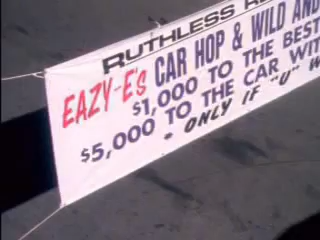 RUTHLESS
EAZY-E's CAR HOP & WILD AND
$1,000 TO THE BEST
$5,000 TO THE CAR WIT
• ONLY IF "U" W